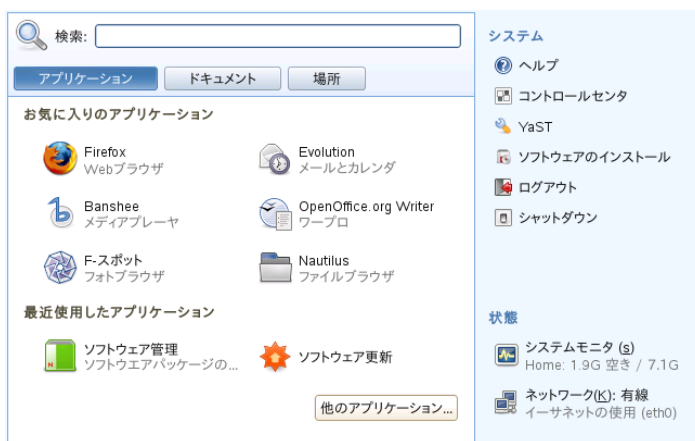 検索:
アプリケーション
ドキュメント
場所
お気に入りのアプリケーション
Firefox
Webブラウザ
Evolution
メールとカレンダ
Banshee
メディアプレーヤ
OpenOffice.org Writer
ワープロ
F-スポット
フォトブラウザ
Nautilus
ファイルブラウザ
最近使用したアプリケーション
ソフトウェア管理
ソフトウエアパッケージの...
ソフトウェア更新
他のアプリケーション...
システム
ヘルプ
コントロールセンタ
YaST
ソフトウェアのインストール
ログアウト
シャットダウン
状態
システムモニタ (s)
Home: 1.9G 空き / 7.1G
ネットワーク(K): 有線
イーサネットの使用 (eth0)